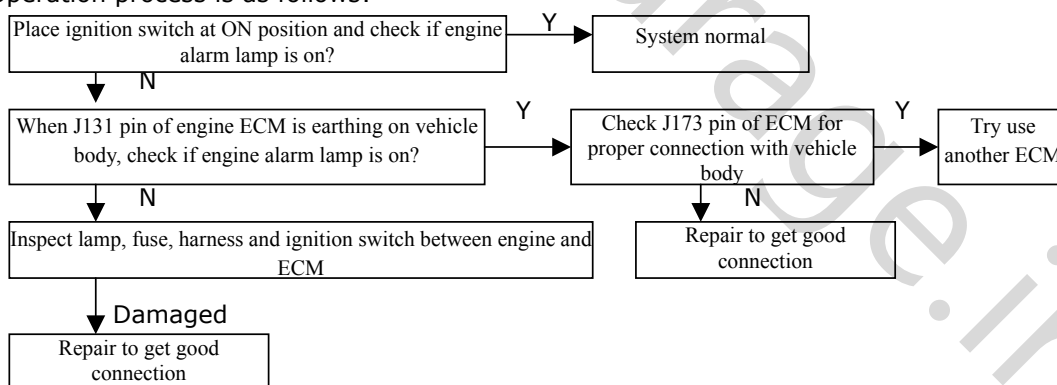 Operation process is as follows:
Place ignition switch at ON position and check if engine
alarm lamp is on?
Y
System normal
N
When J131 pin of engine ECM is earthing on vehicle
body, check if engine alarm lamp is on?
Y
Check J173 pin of ECM for
proper connection with vehicle
body
Y
Try use
another ECM
N
N
Inspect lamp, fuse, harness and ignition switch between engine and
ECM
Repair to get good
connection
Damaged
Repair to get good
connection